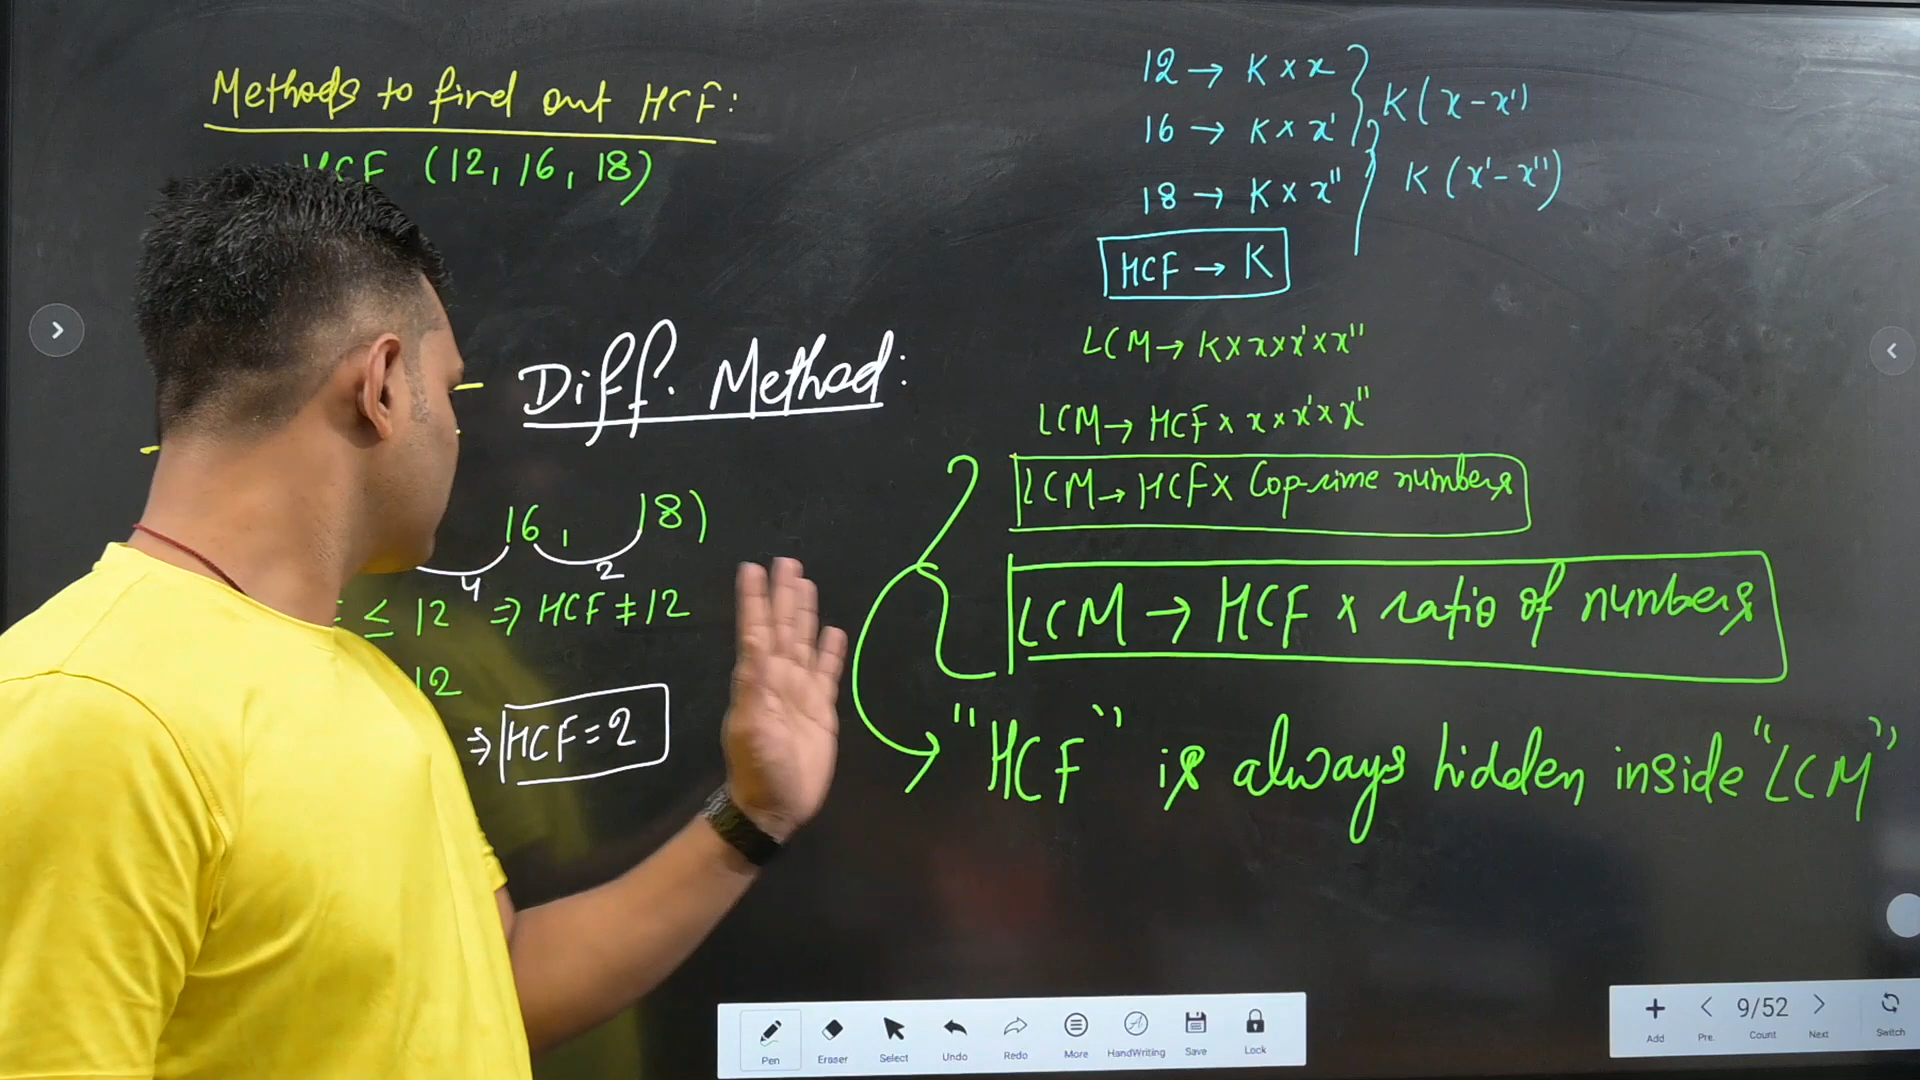 Methods to find out HCF:
HCF (12, 16, 18)
Diff. Method:
16, 18)
4 2
≤ 12 ⇒ HCF ≠ 12
12
⇒ HCF = 2
12 → K × x
16 → K × x'
18 → K × x"
K (x - x')
K (x' - x")
HCF → K
LCM → K × x × x' × x"
LCM → HCF × x × x' × x"
LCM → HCF × Coprime numbers
LCM → HCF × ratio of numbers
"HCF" is always hidden inside "LCM"
Pen Eraser Select Undo Redo More HandWriting Save Lock
Add Pre. 9/52 Count Next Switch